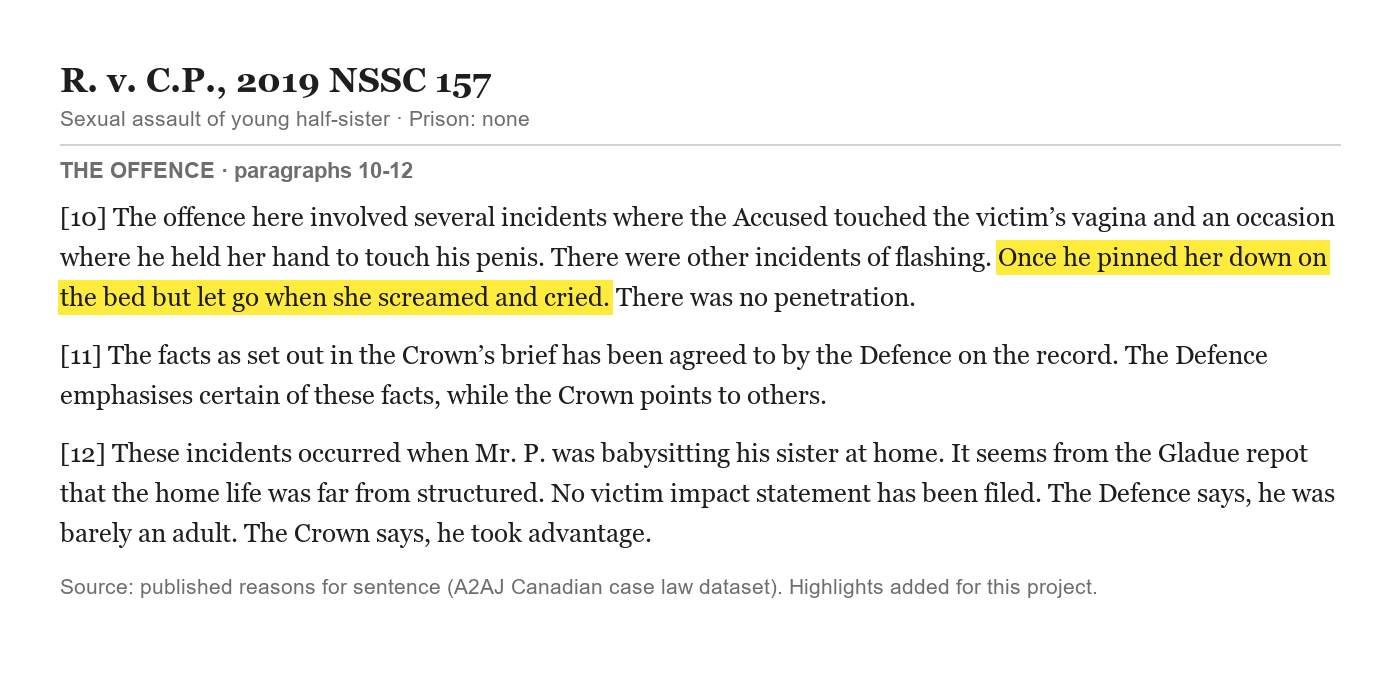 R. v. C.P., 2019 NSSC 157
Sexual assault of young half-sister · Prison: none
THE OFFENCE · paragraphs 10-12
[10] The offence here involved several incidents where the Accused touched the victim’s vagina and an occasion
where he held her hand to touch his penis. There were other incidents of flashing. Once he pinned her down on
the bed but let go when she screamed and cried. There was no penetration.
[11] The facts as set out in the Crown’s brief has been agreed to by the Defence on the record. The Defence
emphasises certain of these facts, while the Crown points to others.
[12] These incidents occurred when Mr. P. was babysitting his sister at home. It seems from the Gladue repot
that the home life was far from structured. No victim impact statement has been filed. The Defence says, he was
barely an adult. The Crown says, he took advantage.
Source: published reasons for sentence (A2AJ Canadian case law dataset). Highlights added for this project.